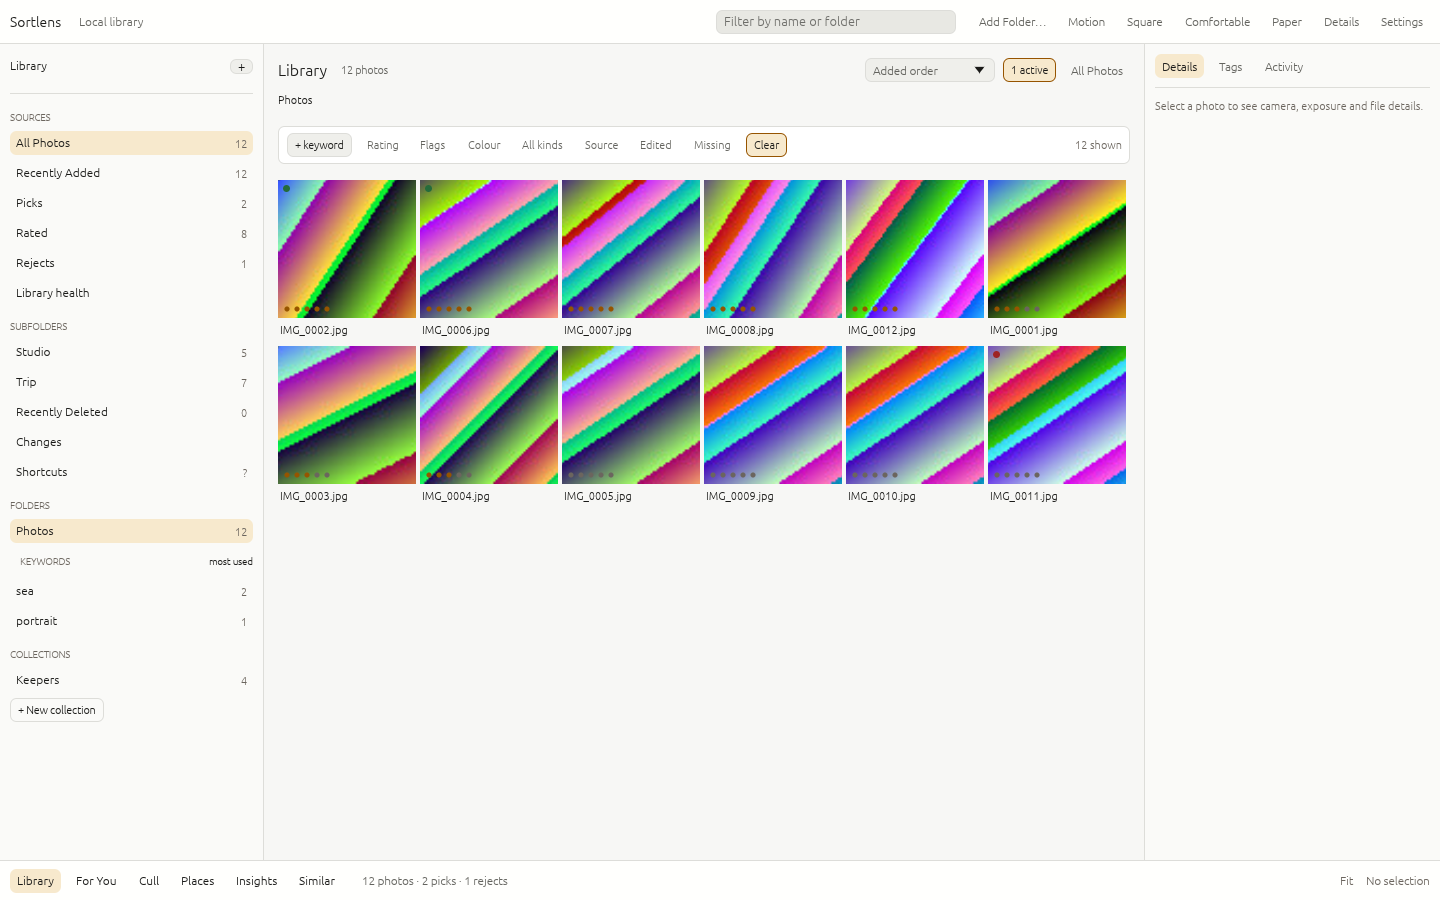 Sortlens
Local library
Filter by name or folder
Add Folder…
Motion
Square
Comfortable
Paper
Details
Settings
Library
+
SOURCES
All Photos 12
Recently Added 12
Picks 2
Rated 8
Rejects 1
Library health
SUBFOLDERS
Studio 5
Trip 7
Recently Deleted 0
Changes
Shortcuts ?
FOLDERS
Photos 12
KEYWORDS most used
sea 2
portrait 1
COLLECTIONS
Keepers 4
+ New collection
Library 12 photos
Added order
1 active
All Photos
Photos
+ keyword
Rating
Flags
Colour
All kinds
Source
Edited
Missing
Clear
12 shown
IMG_0002.jpg
IMG_0006.jpg
IMG_0007.jpg
IMG_0008.jpg
IMG_0012.jpg
IMG_0001.jpg
IMG_0003.jpg
IMG_0004.jpg
IMG_0005.jpg
IMG_0009.jpg
IMG_0010.jpg
IMG_0011.jpg
Details
Tags
Activity
Select a photo to see camera, exposure and file details.
Library
For You
Cull
Places
Insights
Similar
12 photos · 2 picks · 1 rejects
Fit
No selection